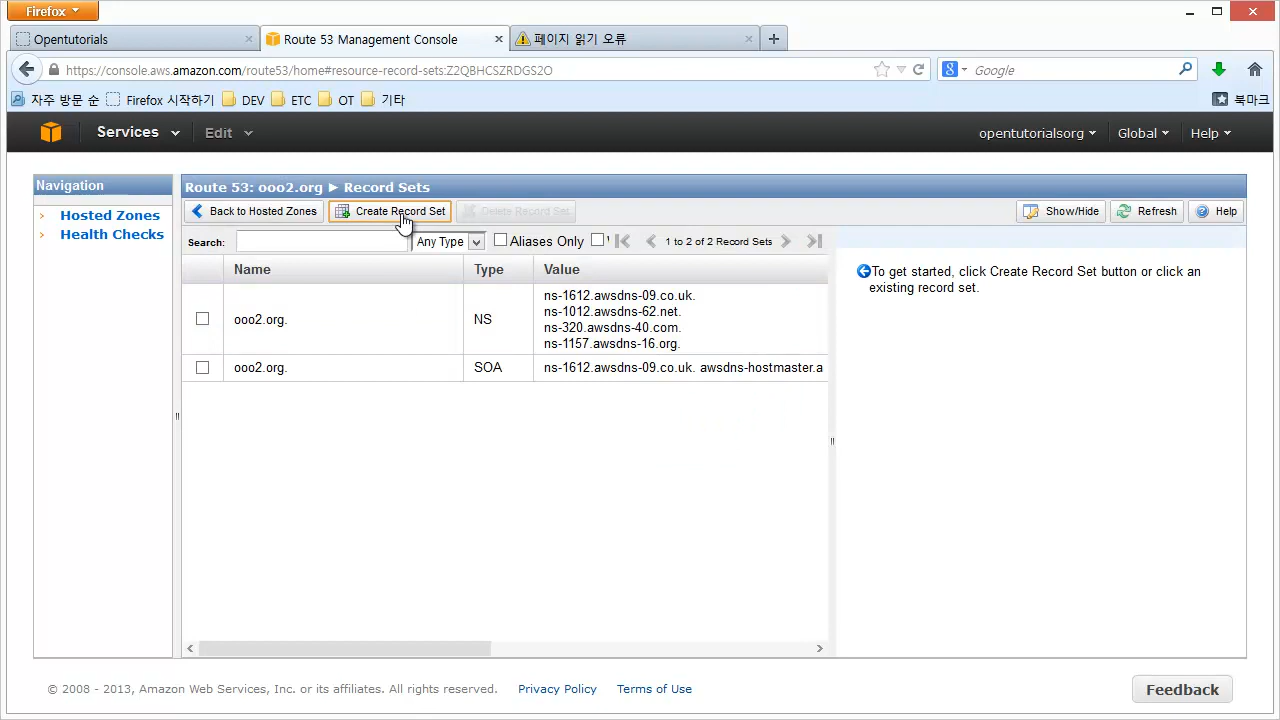 Firefox
Opentutorials
Route 53 Management Console
페이지 읽기 오류
https://console.aws.amazon.com/route53/home#resource-record-sets:Z2QBHCSZRDGS2O
Google
자주 방문 순
Firefox 시작하기
DEV
ETC
OT
기타
북마크
Services
Edit
opentutorialsorg
Global
Help
Navigation
Hosted Zones
Health Checks
Route 53: ooo2.org ► Record Sets
Back to Hosted Zones
Create Record Set
Delete Record Set
Show/Hide
Refresh
Help
Search:
Any Type
Aliases Only
1 to 2 of 2 Record Sets
Name
Type
Value
ooo2.org.
NS
ns-1612.awsdns-09.co.uk.
ns-1012.awsdns-62.net.
ns-320.awsdns-40.com.
ns-1157.awsdns-16.org.
ooo2.org.
SOA
ns-1612.awsdns-09.co.uk. awsdns-hostmaster.a
To get started, click Create Record Set button or click an
existing record set.
© 2008 - 2013, Amazon Web Services, Inc. or its affiliates. All rights reserved.
Privacy Policy
Terms of Use
Feedback